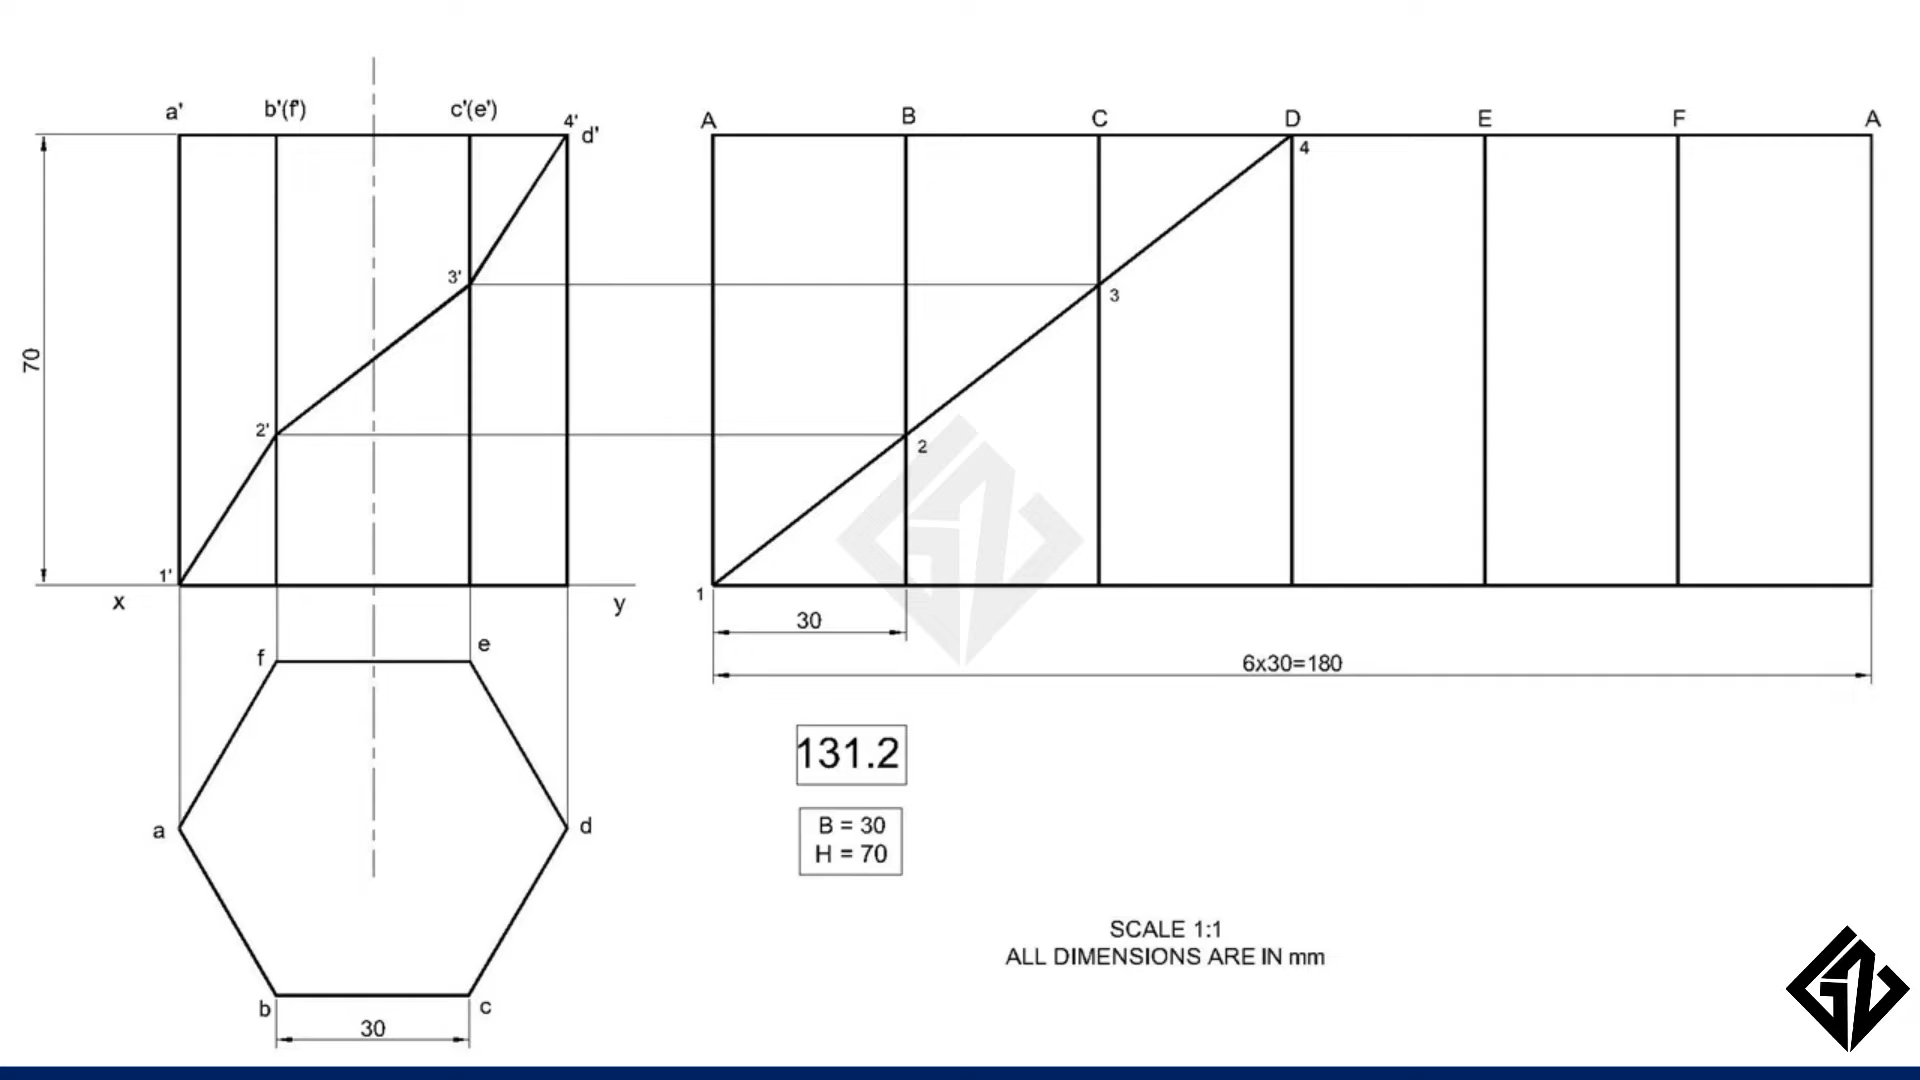 a'
b'(f')
c'(e')
4'
d'
A
B
C
D
E
F
A
4
3'
3
70
2'
2
1'
1
x
y
30
6x30=180
f
e
a
d
b
c
30
131.2
B = 30
H = 70
SCALE 1:1
ALL DIMENSIONS ARE IN mm